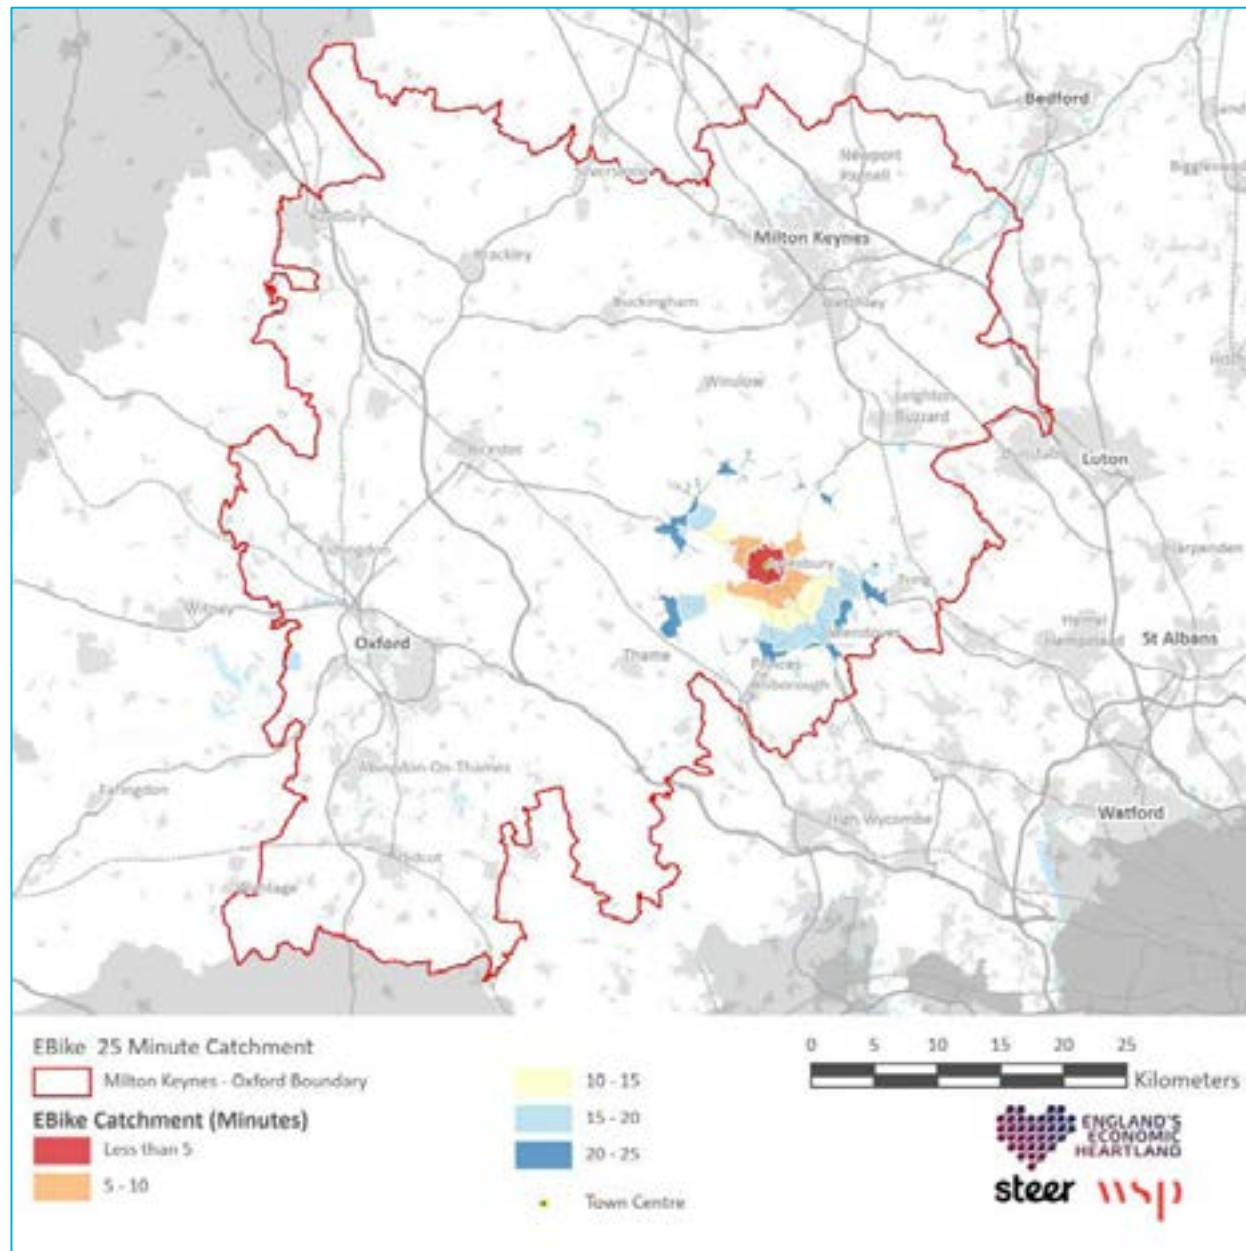 Bedford
Newport
Pagnell
Milton Keynes
Brackley
Buckingham
Bletchley
Winslow
Leighton
Buzzard
Luton
Bicester
Harpenden
Kidlington
Tring
Witney
Hemel
Hempstead
St Albans
Oxford
Wendover
Thame
Princes
Risborough
Abingdon-On-Thames
Faringdon
Watford
High Wycombe
Didcot
Wantage
EBike 25 Minute Catchment
Milton Keynes - Oxford Boundary
EBike Catchment (Minutes)
Less than 5
5 - 10
10 - 15
15 - 20
20 - 25
Town Centre
0 5 10 15 20 25
Kilometers
ENGLAND'S
ECONOMIC
HEARTLAND
steer wsp